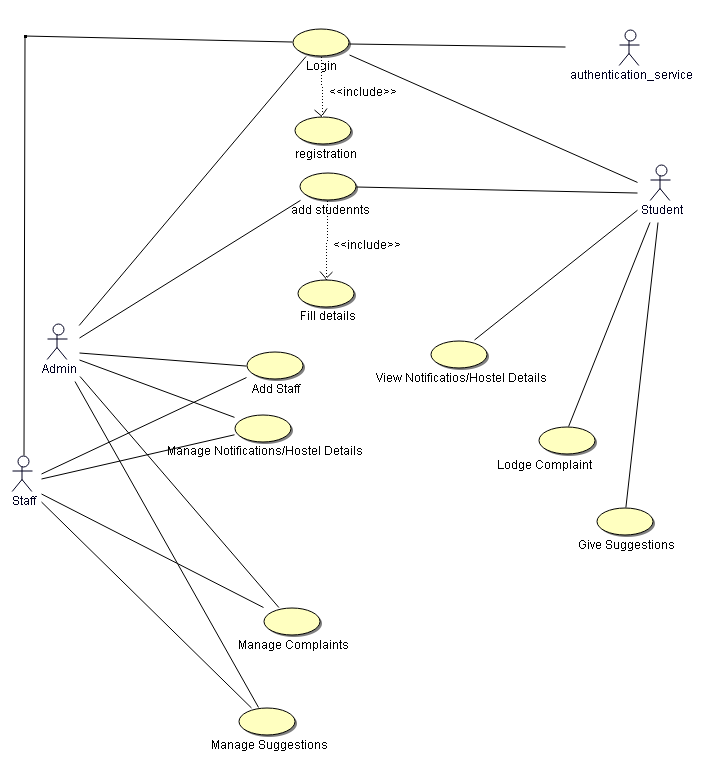 Login
authentication_service
<<include>>
registration
add studennts
Student
<<include>>
Fill details
Admin
View Notificatios/Hostel Details
Add Staff
Manage Notifications/Hostel Details
Lodge Complaint
Staff
Give Suggestions
Manage Complaints
Manage Suggestions